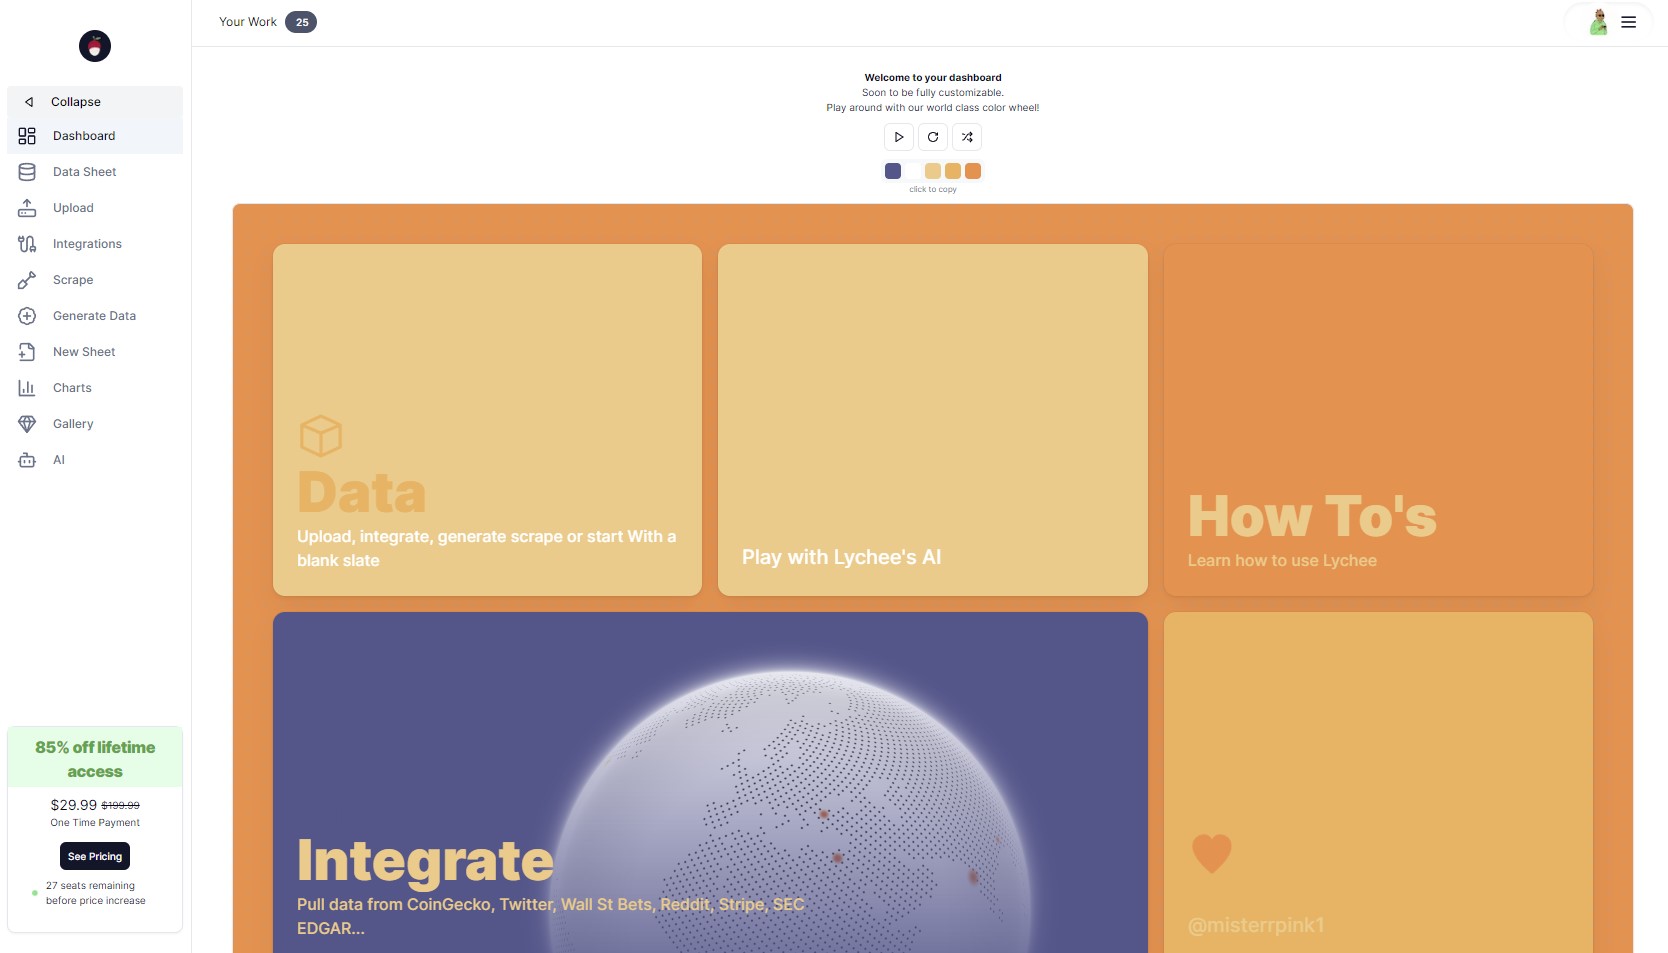 Your Work 25
Welcome to your dashboard
Soon to be fully customizable.
Play around with our world class color wheel!
click to copy
Collapse
Dashboard
Data Sheet
Upload
Integrations
Scrape
Generate Data
New Sheet
Charts
Gallery
AI
85% off lifetime
access
$29.99 $199.99
One Time Payment
See Pricing
27 seats remaining
before price increase
Data
Upload, integrate, generate scrape or start With a
blank slate
Play with Lychee's AI
How To's
Learn how to use Lychee
Integrate
Pull data from CoinGecko, Twitter, Wall St Bets, Reddit, Stripe, SEC
EDGAR...
@misterrpink1